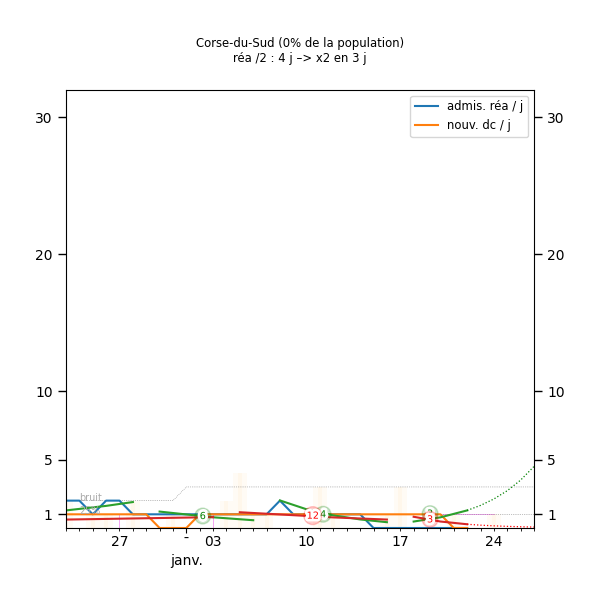 Corse-du-Sud (0% de la population)
réa /2 : 4 j –> x2 en 3 j
admis. réa / j
nouv. dc / j
30 30
20 20
10 10
5 5
bruit
1 6 12 4 3 1
27 - 03 10 17 24
janv.